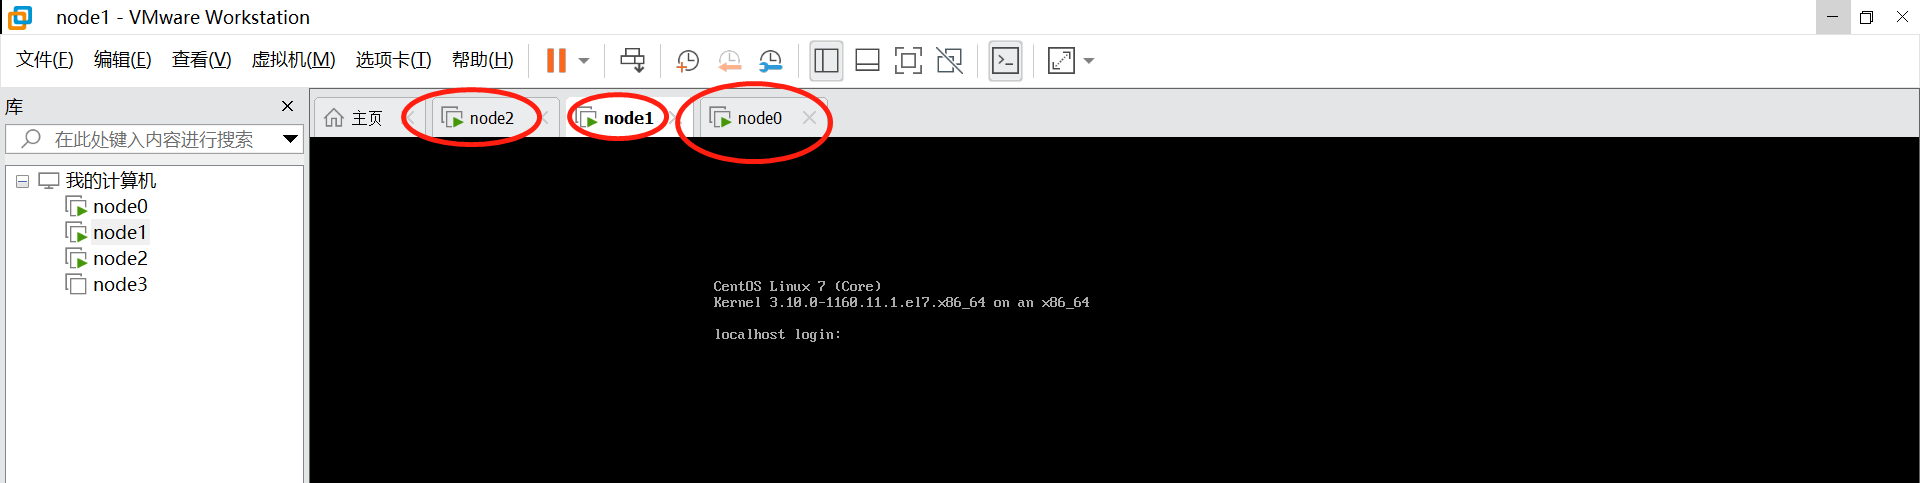 node1 - VMware Workstation
文件(F) 编辑(E) 查看(V) 虚拟机(M) 选项卡(T) 帮助(H)
库
主页 node2 node1 node0
在此处键入内容进行搜索
我的计算机
node0
node1
node2
node3
CentOS Linux 7 (Core)
Kernel 3.10.0-1160.11.1.el7.x86_64 on an x86_64
localhost login: